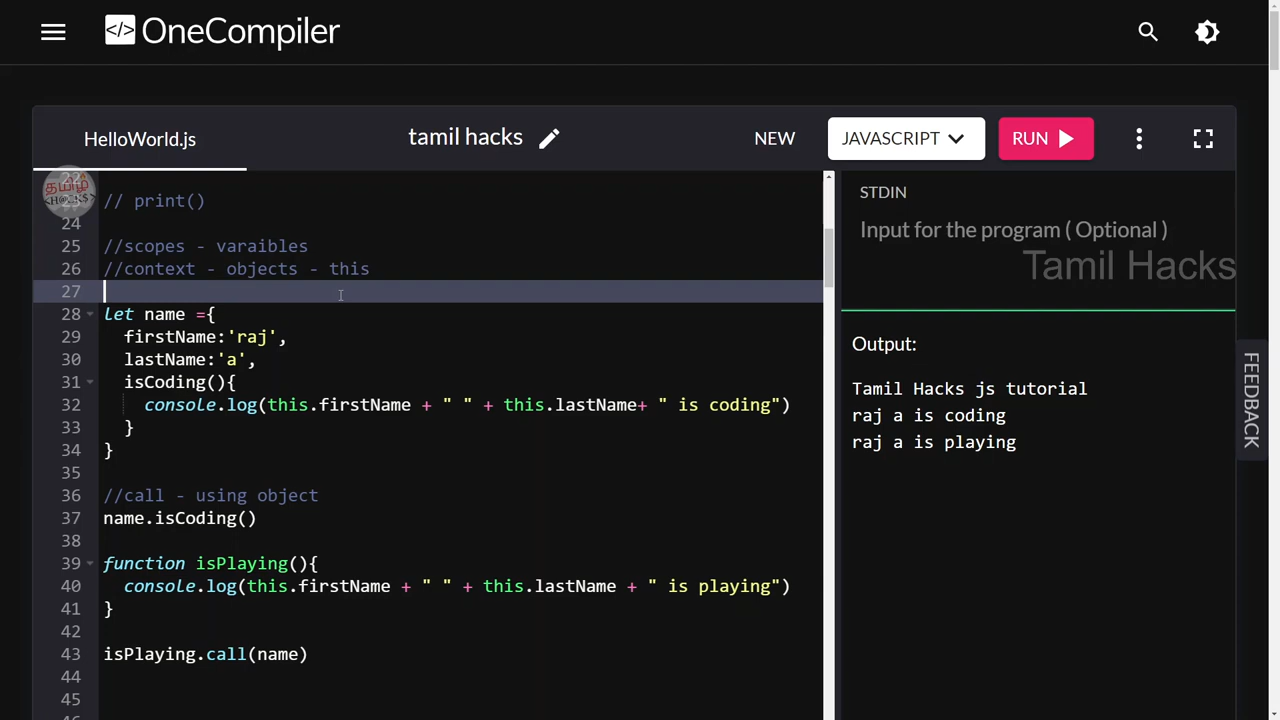 </> OneCompiler
HelloWorld.js
tamil hacks
NEW
JAVASCRIPT
RUN
22
தமிழ்
<HACKS>
23 // print()
24
25 //scopes - varaibles
26 //context - objects - this
27
28 let name ={
29 firstName:'raj',
30 lastName:'a',
31 isCoding(){
32 console.log(this.firstName + " " + this.lastName+ " is coding")
33 }
34 }
35
36 //call - using object
37 name.isCoding()
38
39 function isPlaying(){
40 console.log(this.firstName + " " + this.lastName + " is playing")
41 }
42
43 isPlaying.call(name)
44
45
STDIN
Input for the program ( Optional )
Tamil Hacks
Output:
Tamil Hacks js tutorial
raj a is coding
raj a is playing
FEEDBACK